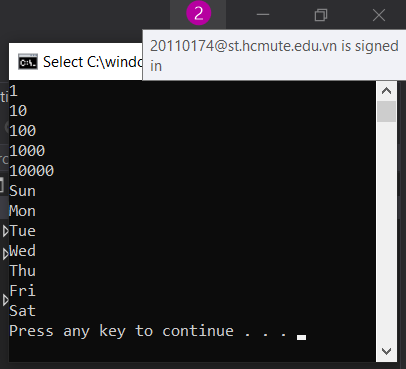 2
20110174@st.hcmute.edu.vn is signed
in
Select C:\windo
1
10
100
1000
10000
Sun
Mon
Tue
Wed
Thu
Fri
Sat
Press any key to continue . . .